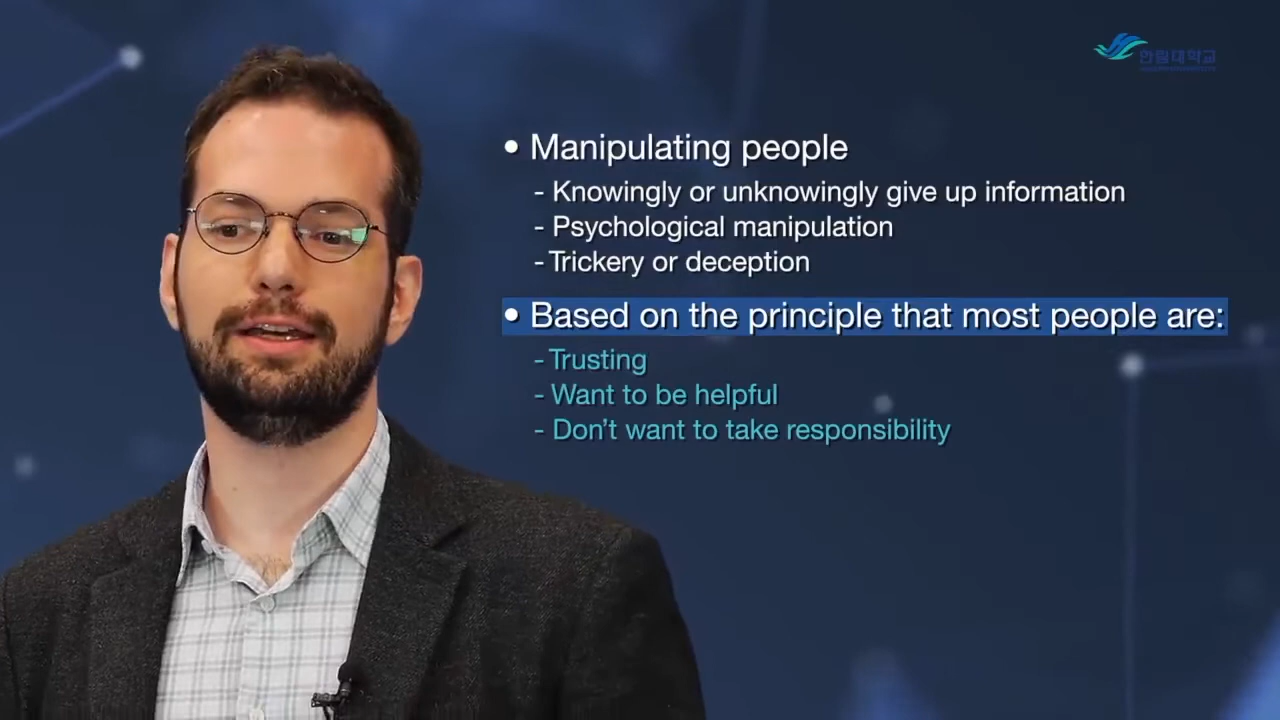 한림대학교
• Manipulating people
- Knowingly or unknowingly give up information
- Psychological manipulation
- Trickery or deception
• Based on the principle that most people are:
- Trusting
- Want to be helpful
- Don't want to take responsibility